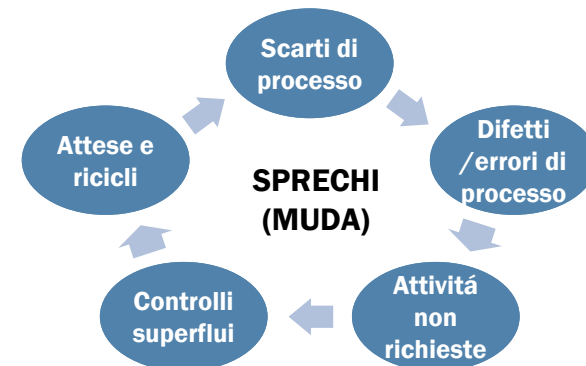 Scarti di
processo
Difetti
/errori di
processo
Attivitá
non
richieste
Controlli
superflui
Attese e
ricicli
SPRECHI
(MUDA)